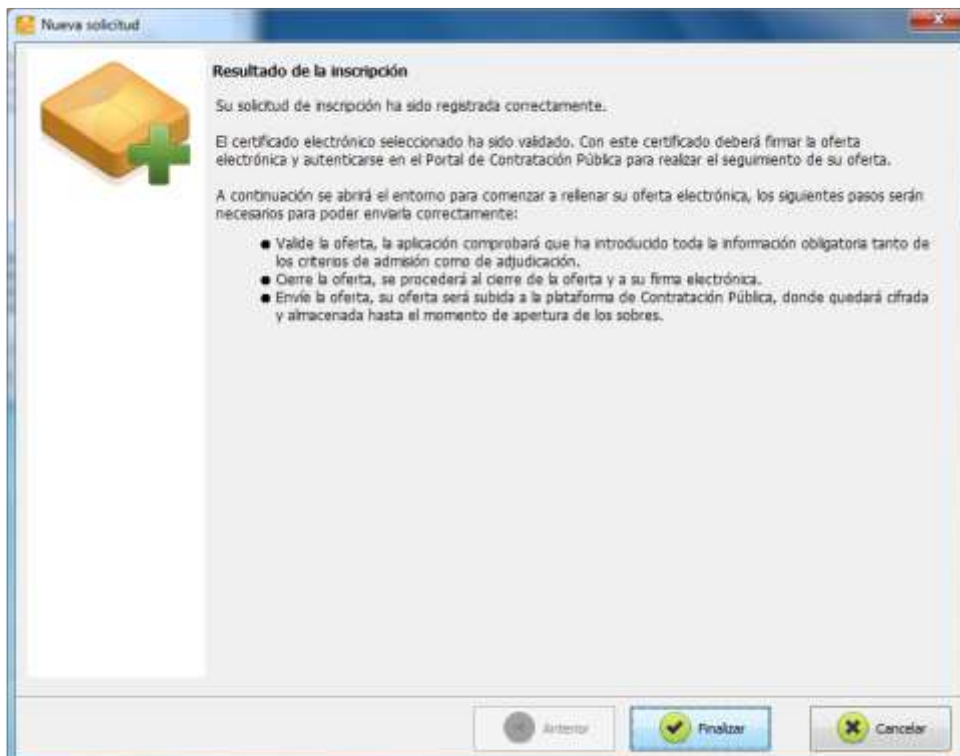 Nueva solicitud
Resultado de la inscripción
Su solicitud de inscripción ha sido registrada correctamente.
El certificado electrónico seleccionado ha sido validado. Con este certificado deberá firmar la oferta
electrónica y autenticarse en el Portal de Contratación Pública para realizar el seguimiento de su oferta.
A continuación se abrirá el entorno para comenzar a rellenar su oferta electrónica, los siguientes pasos serán
necesarios para poder enviarla correctamente:
● Valide la oferta, la aplicación comprobará que ha introducido toda la información obligatoria tanto de
los criterios de admisión como de adjudicación.
● Cierre la oferta, se procederá al cierre de la oferta y a su firma electrónica.
● Envíe la oferta, su oferta será subida a la plataforma de Contratación Pública, donde quedará cifrada
y almacenada hasta el momento de apertura de los sobres.
Anterior
Finalizar
Cancelar